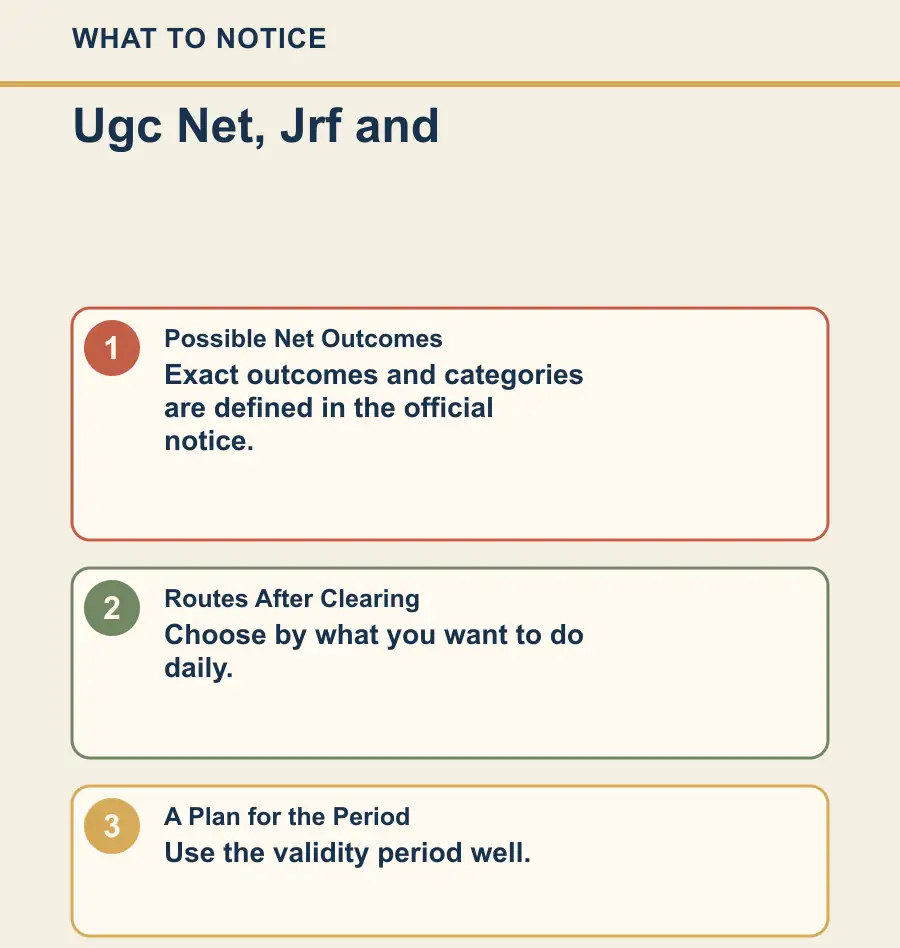 WHAT TO NOTICE
Ugc Net, Jrf and
1
Possible Net Outcomes
Exact outcomes and categories
are defined in the official
notice.
2
Routes After Clearing
Choose by what you want to do
daily.
3
A Plan for the Period
Use the validity period well.